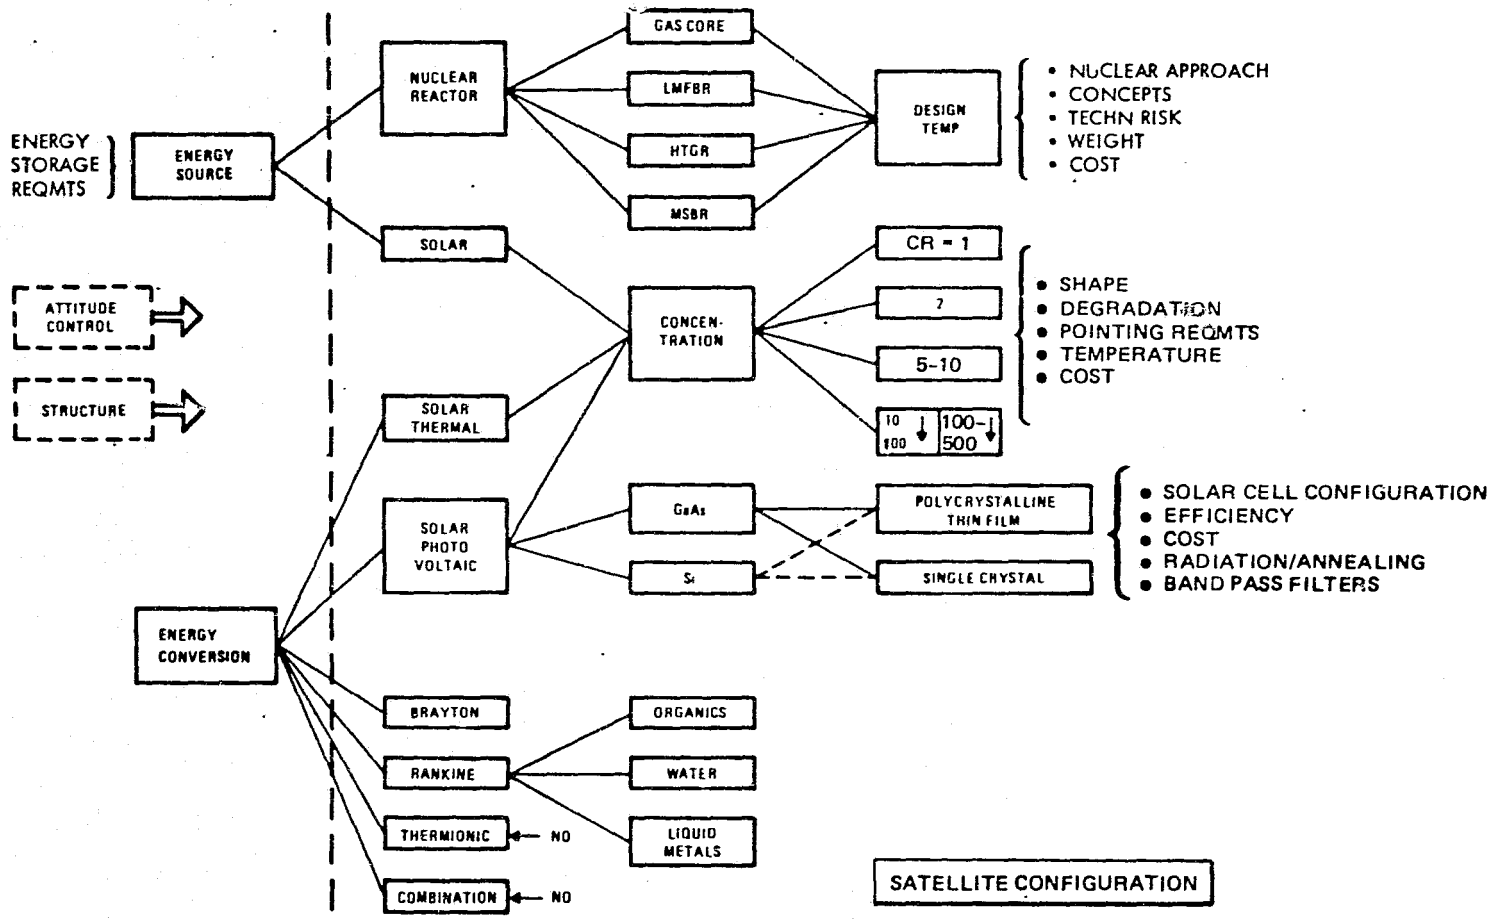 ENERGY
STORAGE
REQMTS
ENERGY
SOURCE
ATTITUDE
CONTROL
STRUCTURE
ENERGY
CONVERSION
NUCLEAR
REACTOR
SOLAR
SOLAR
THERMAL
SOLAR
PHOTO
VOLTAIC
BRAYTON
RANKINE
THERMIONIC
NO
COMBINATION
NO
GAS CORE
LMFBR
HTGR
MSBR
CONCEN-
TRATION
GaAs
Si
ORGANICS
WATER
LIQUID
METALS
DESIGN
TEMP
CR = 1
2
5-10
10
100
100-
500
POLYCRYSTALLINE
THIN FILM
SINGLE CRYSTAL
• NUCLEAR APPROACH
• CONCEPTS
• TECHN RISK
• WEIGHT
• COST
● SHAPE
● DEGRADATION
● POINTING REQMTS
● TEMPERATURE
● COST
● SOLAR CELL CONFIGURATION
● EFFICIENCY
● COST
● RADIATION/ANNEALING
● BAND PASS FILTERS
SATELLITE CONFIGURATION